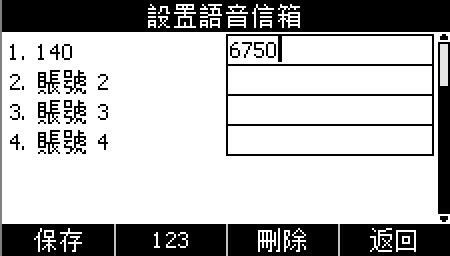 設置語音信箱
1. 140 6750
2. 賬號 2
3. 賬號 3
4. 賬號 4
保存 123 刪除 返回